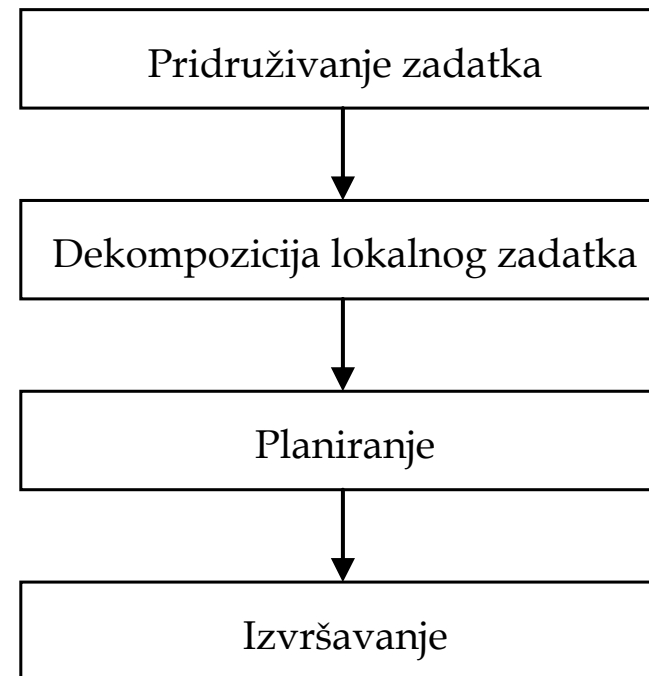 Pridruživanje zadatka
Dekompozicija lokalnog zadatka
Planiranje
Izvršavanje